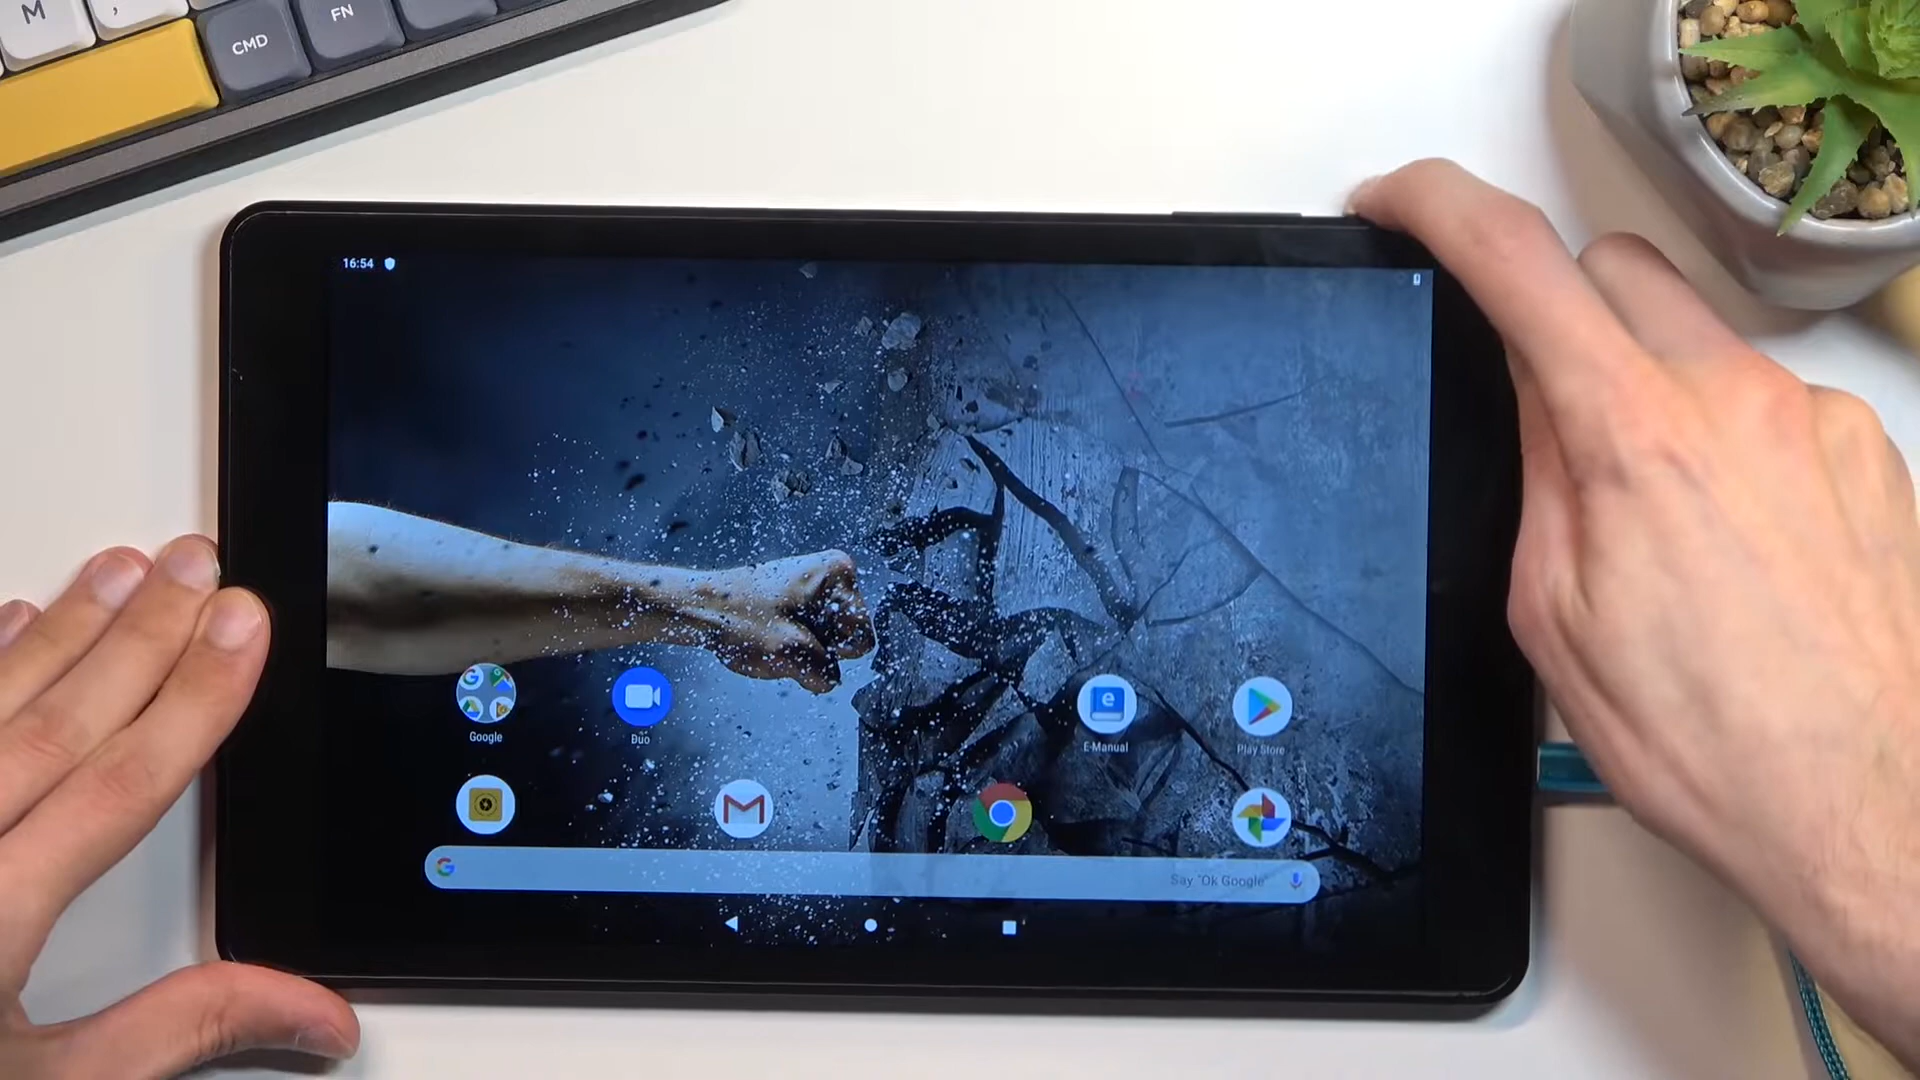 M
,
FN
CMD
16:54
Google
Duo
E-Manual
Play Store
Say "Ok Google"